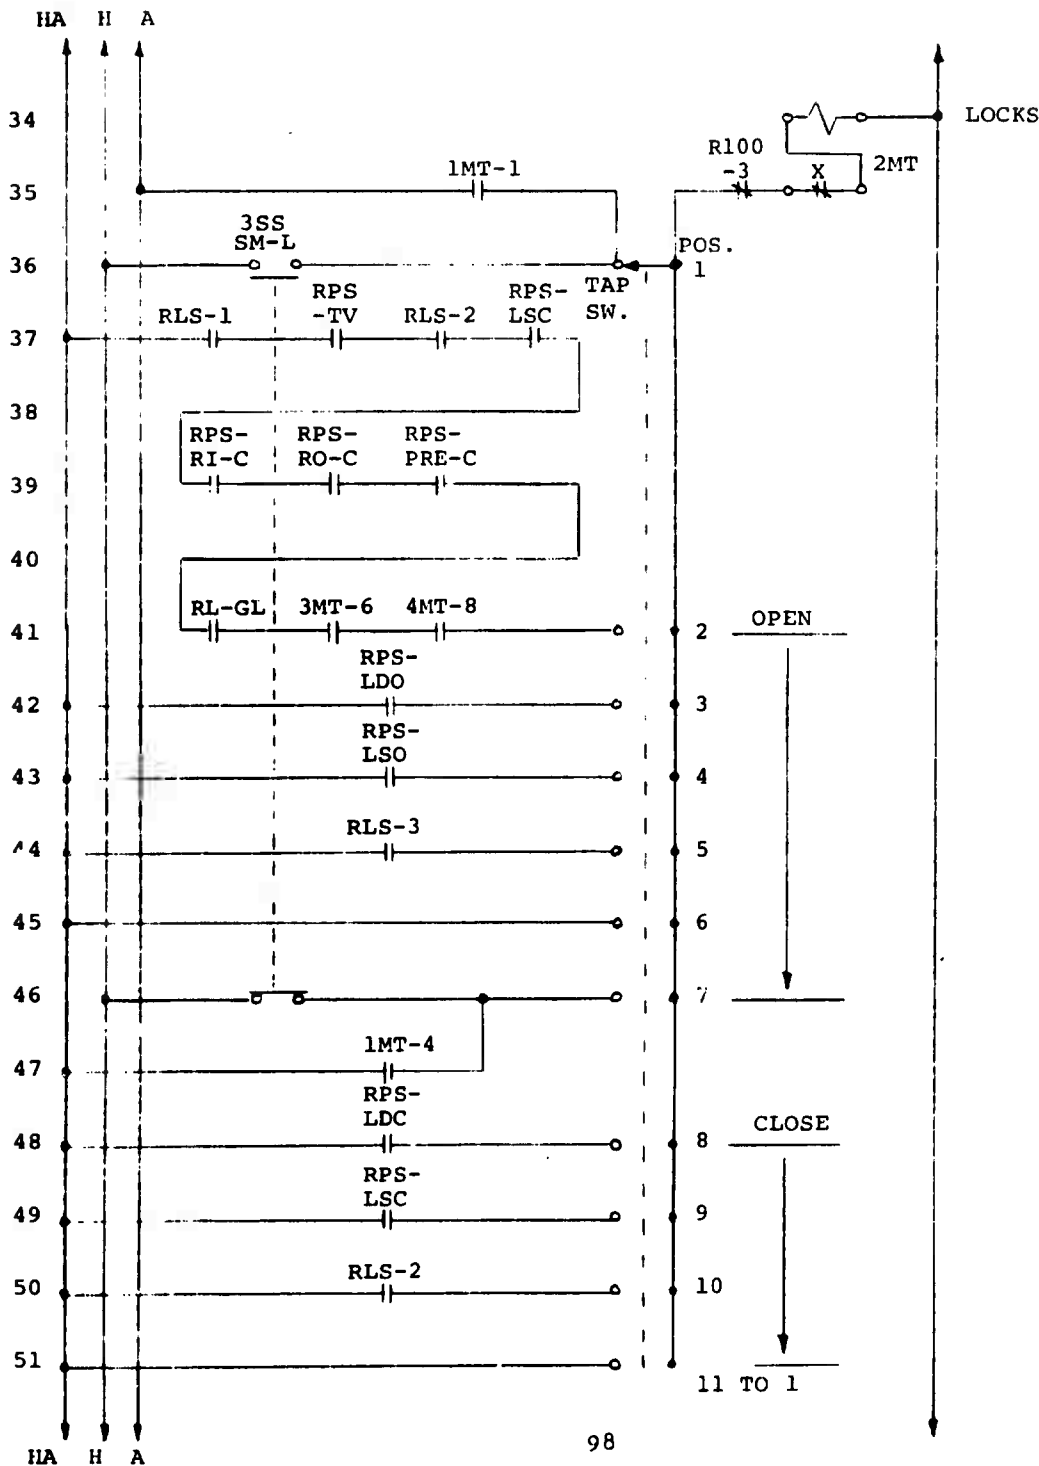 HA H A
34
LOCKS
R100
-3 X 2MT
1MT-1
35
3SS
SM-L
36
POS.
1
TAP
SW.
RLS-1 RPS
-TV RLS-2 RPS-
LSC
37
38
RPS-
RI-C RPS-
RO-C RPS-
PRE-C
39
40
RL-GL 3MT-6 4MT-8
41 2 OPEN
RPS-
LDO
42 3
RPS-
LSO
43 4
RLS-3
44 5
45 6
46 7
1MT-4
47
RPS-
LDC
48 8 CLOSE
RPS-
LSC
49 9
RLS-2
50 10
51
11 TO 1
98
HA H A